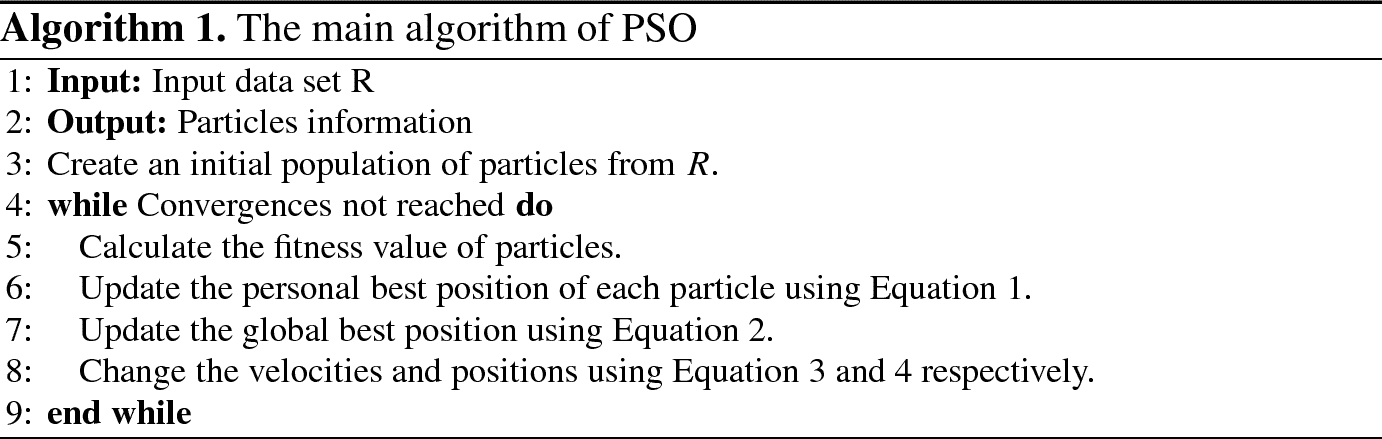 Algorithm 1. The main algorithm of PSO
1: Input: Input data set R
2: Output: Particles information
3: Create an initial population of particles from R.
4: while Convergences not reached do
5: Calculate the fitness value of particles.
6: Update the personal best position of each particle using Equation 1.
7: Update the global best position using Equation 2.
8: Change the velocities and positions using Equation 3 and 4 respectively.
9: end while